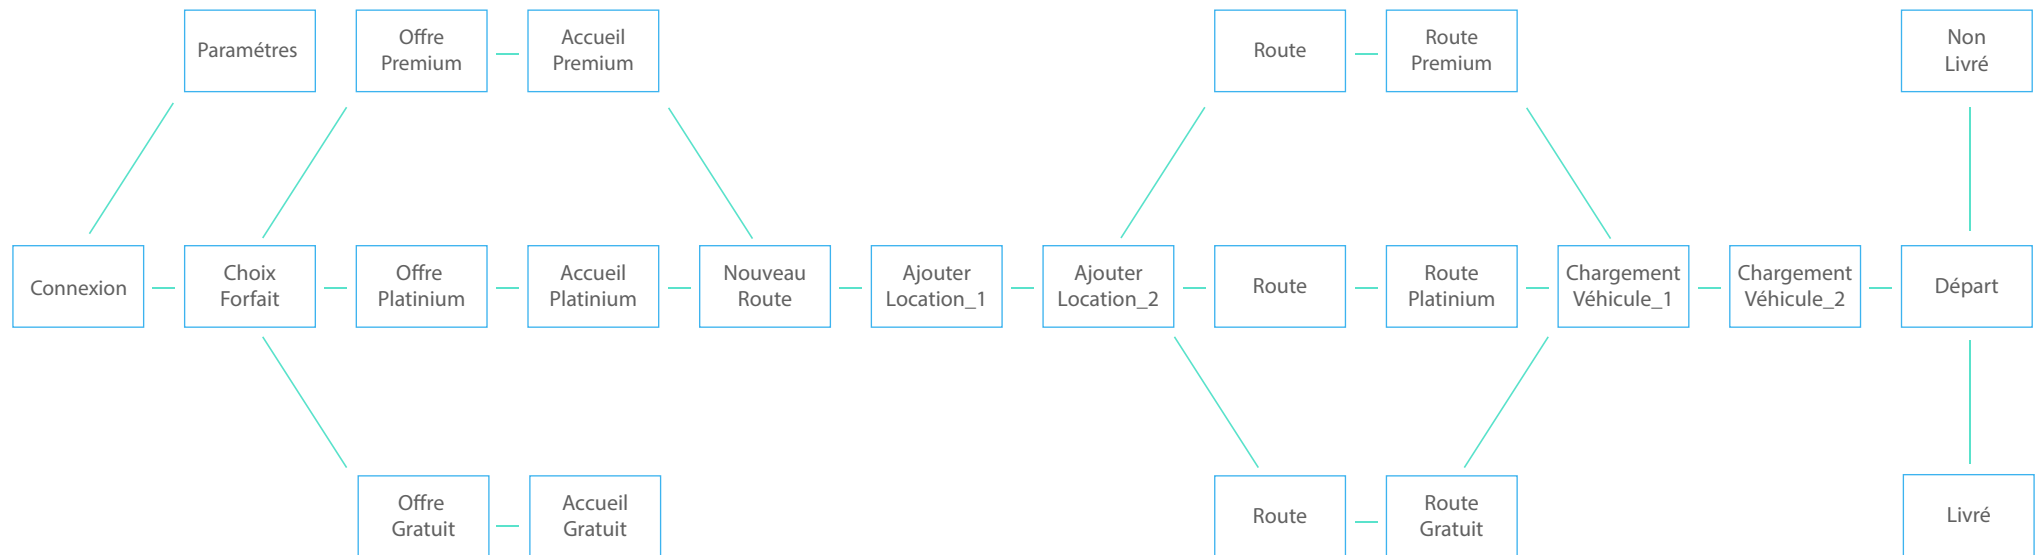 Paramétres
Offre
Premium
Accueil
Premium
Route
Route
Premium
Non
Livré
Connexion
Choix
Forfait
Offre
Platinium
Accueil
Platinium
Nouveau
Route
Ajouter
Location_1
Ajouter
Location_2
Route
Route
Platinium
Chargement
Véhicule_1
Chargement
Véhicule_2
Départ
Offre
Gratuit
Accueil
Gratuit
Route
Route
Gratuit
Livré